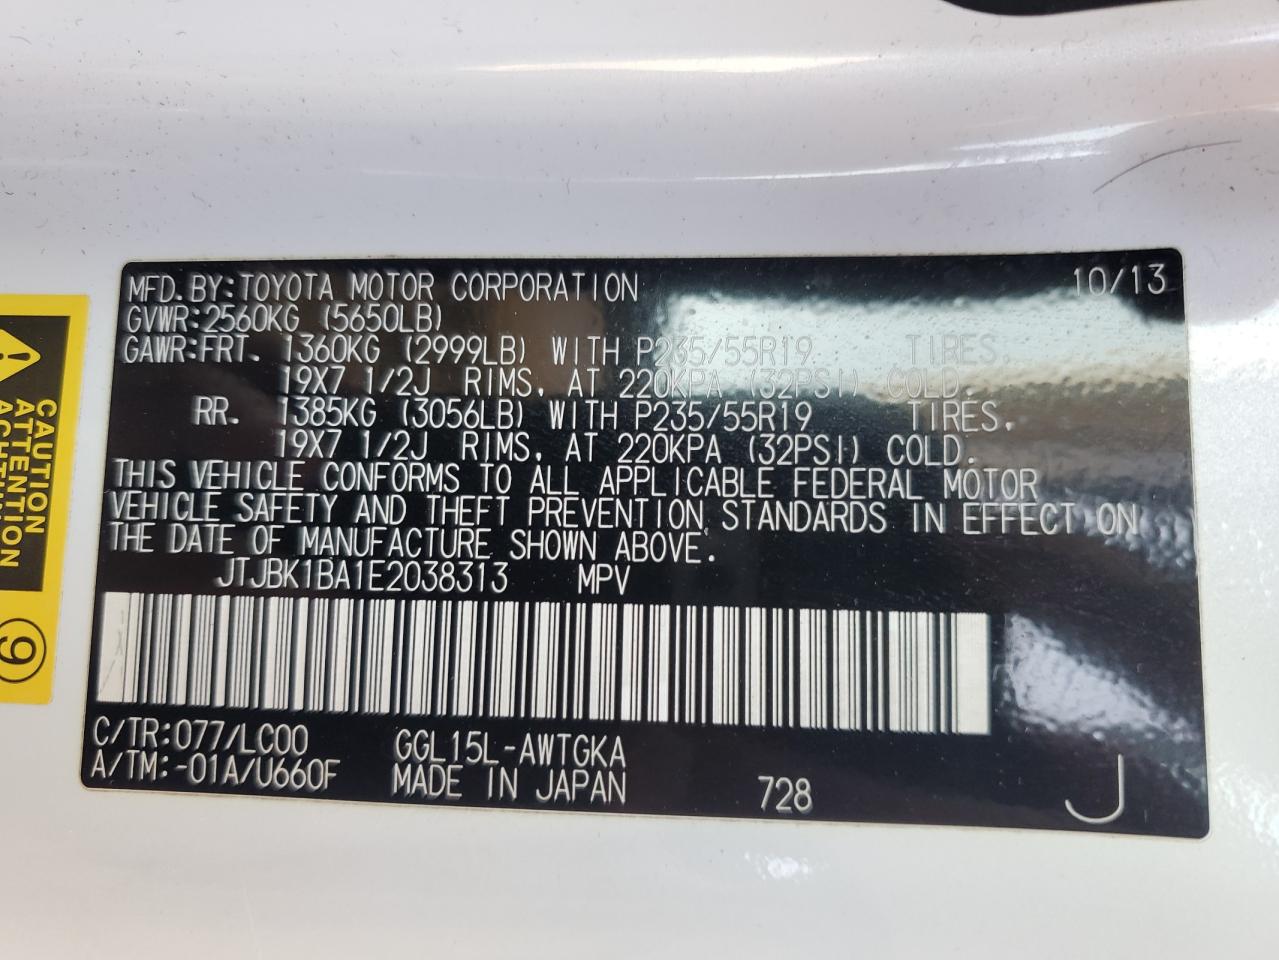 MFD.BY:TOYOTA MOTOR CORPORATION 10/13
GVWR:2560KG (5650LB)
GAWR:FRT. 1360KG (2999LB) WITH P235/55R19 TIRES,
19X7 1/2J RIMS, AT 220KPA (32PSI) COLD.
RR. 1385KG (3056LB) WITH P235/55R19 TIRES,
19X7 1/2J RIMS, AT 220KPA (32PSI) COLD.
THIS VEHICLE CONFORMS TO ALL APPLICABLE FEDERAL MOTOR
VEHICLE SAFETY AND THEFT PREVENTION STANDARDS IN EFFECT ON
THE DATE OF MANUFACTURE SHOWN ABOVE.
JTJBK1BA1E2038313 MPV
C/TR:077/LC00 GGL15L-AWTGKA
A/TM:-01A/U660F MADE IN JAPAN 728 J
CAUTION
ATTENTION
9